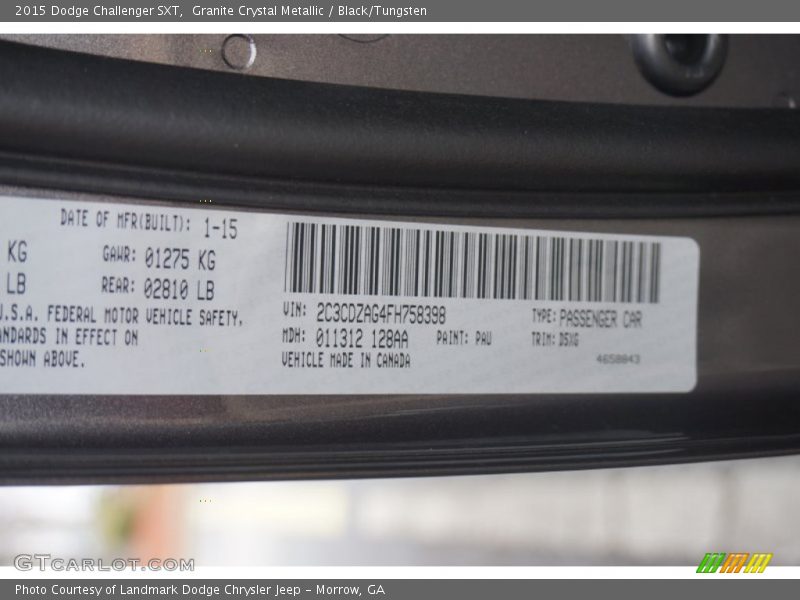 2015 Dodge Challenger SXT,  Granite Crystal Metallic / Black/Tungsten
DATE OF MFR(BUILT): 1-15
KG GAWR: 01275 KG
LB REAR: 02810 LB
U.S.A. FEDERAL MOTOR VEHICLE SAFETY,
ANDARDS IN EFFECT ON
SHOWN ABOVE.
VIN: 2C3CDZAG4FH758398 TYPE: PASSENGER CAR
MDH: 011312 128AA PAINT: PAU TRIM: D5XG
VEHICLE MADE IN CANADA 4658843
GTCARLOT.COM
Photo Courtesy of Landmark Dodge Chrysler Jeep - Morrow, GA